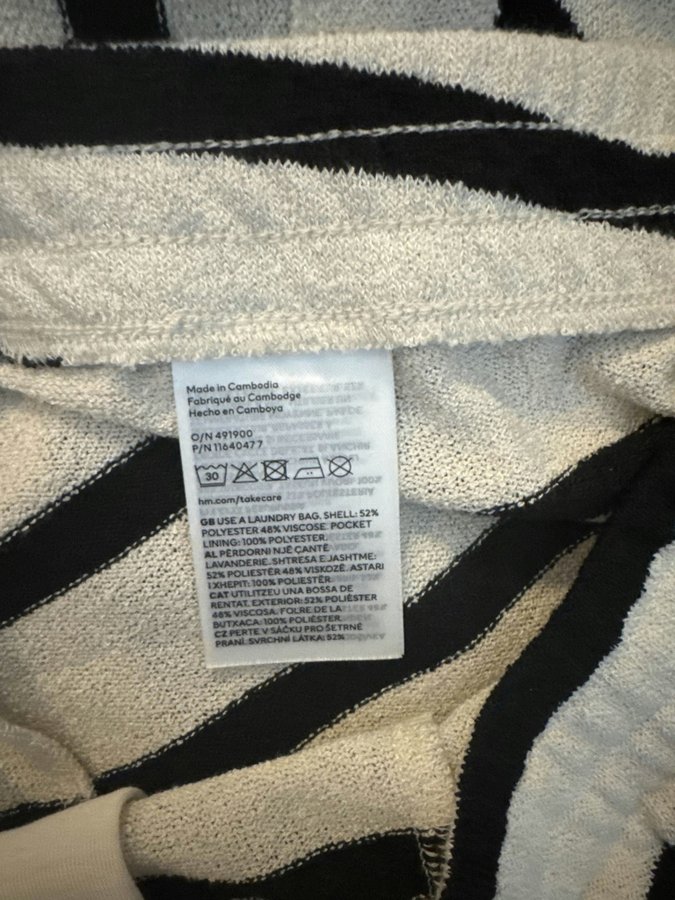 Made in Cambodia
Fabriqué au Cambodge
Hecho en Camboya
O/N 491900
P/N 11640477
30
hm.com/takecare
GB USE A LAUNDRY BAG. SHELL: 52%
POLYESTER 48% VISCOSE. POCKET
LINING: 100% POLYESTER.
AL PËRDORNI NJË ÇANTË
LAVANDERIE. SHTRESA E JASHTME:
52% POLIESTËR 48% VISKOZË. ASTARI
I XHEPIT: 100% POLIESTËR.
CAT UTILITZEU UNA BOSSA DE
RENTAT. EXTERIOR: 52% POLIÈSTER
48% VISCOSA. FOLRE DE LA
BUTXACA: 100% POLIÈSTER.
CZ PERTE V SÁČKU PRO ŠETRNÉ
PRANÍ. SVRCHNÍ LÁTKA: 52%